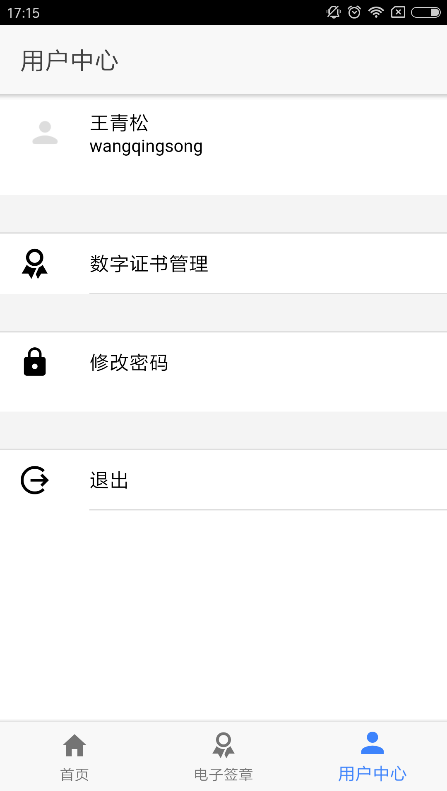 17:15
用户中心
王青松
wangqingsong
数字证书管理
修改密码
退出
首页
电子签章
用户中心